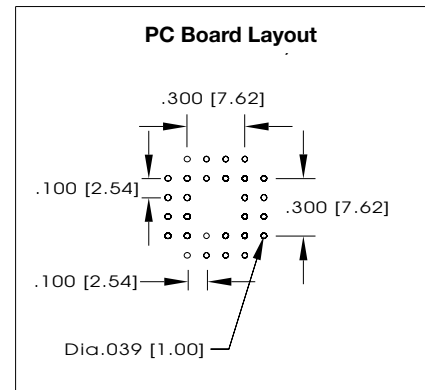 PC Board Layout
.300 [7.62]
.100 [2.54]
.300 [7.62]
.100 [2.54]
Dia.039 [1.00]